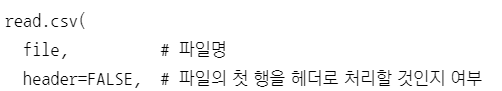 read.csv(
  file,          # 파일명
  header=FALSE,  # 파일의 첫 행을 헤더로 처리할 것인지 여부